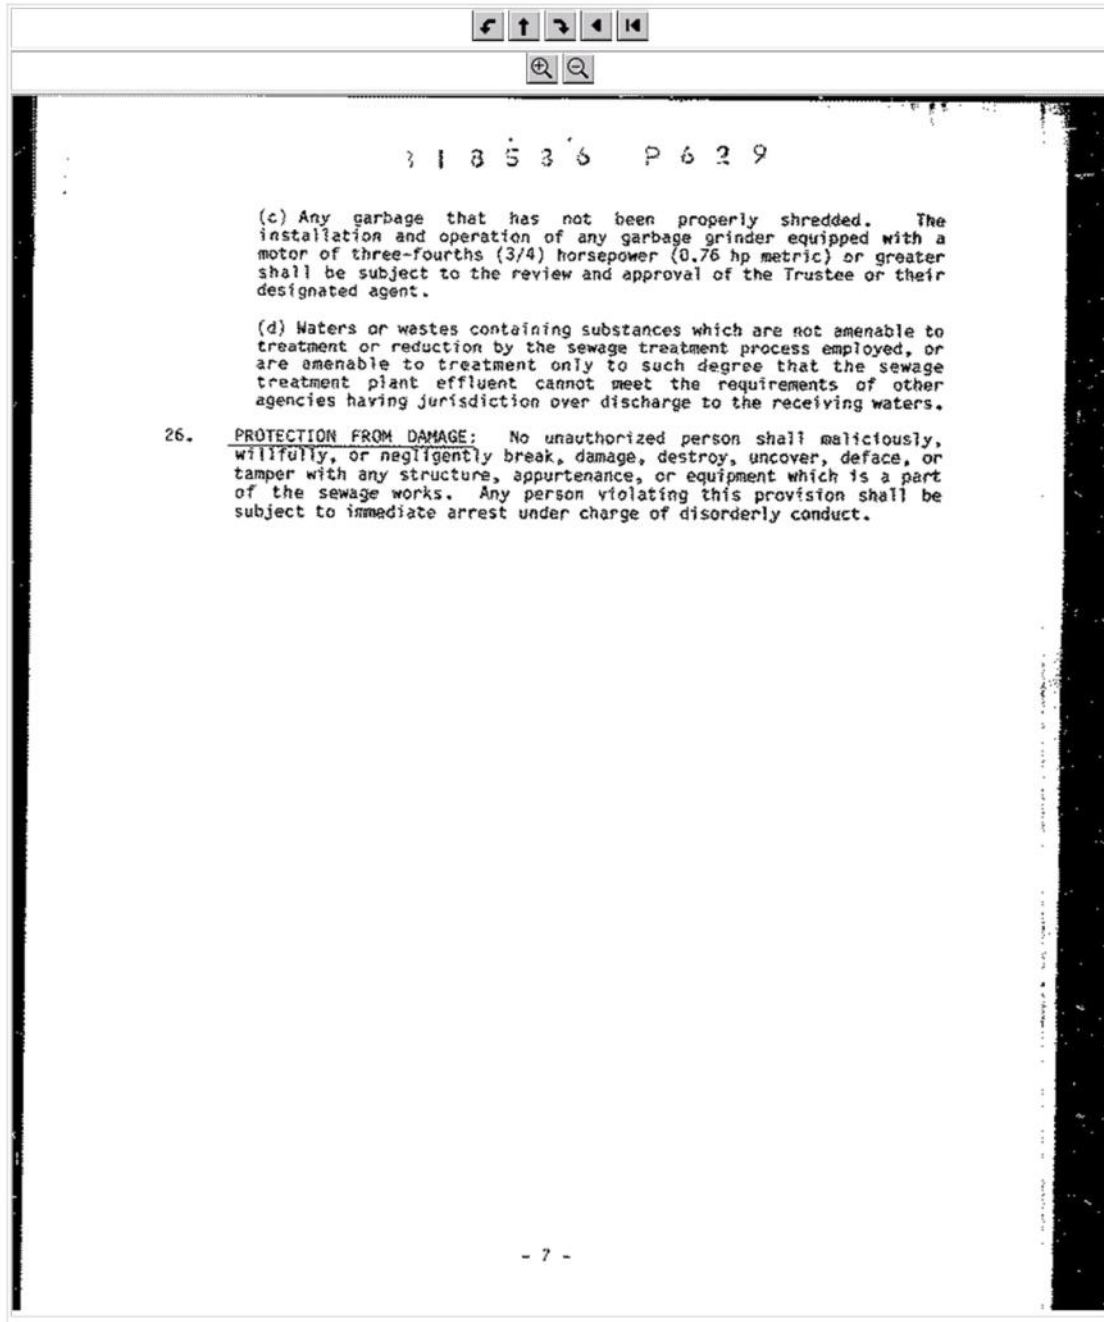 B I 8 5 3 6 P 6 2 9
(c) Any garbage that has not been properly shredded. The
installation and operation of any garbage grinder equipped with a
motor of three-fourths (3/4) horsepower (0.76 hp metric) or greater
shall be subject to the review and approval of the Trustee or their
designated agent.
(d) Waters or wastes containing substances which are not amenable to
treatment or reduction by the sewage treatment process employed, or
are amenable to treatment only to such degree that the sewage
treatment plant effluent cannot meet the requirements of other
agencies having jurisdiction over discharge to the receiving waters.
26. PROTECTION FROM DAMAGE: No unauthorized person shall maliciously,
willfully, or negligently break, damage, destroy, uncover, deface, or
tamper with any structure, appurtenance, or equipment which is a part
of the sewage works. Any person violating this provision shall be
subject to immediate arrest under charge of disorderly conduct.
- 7 -